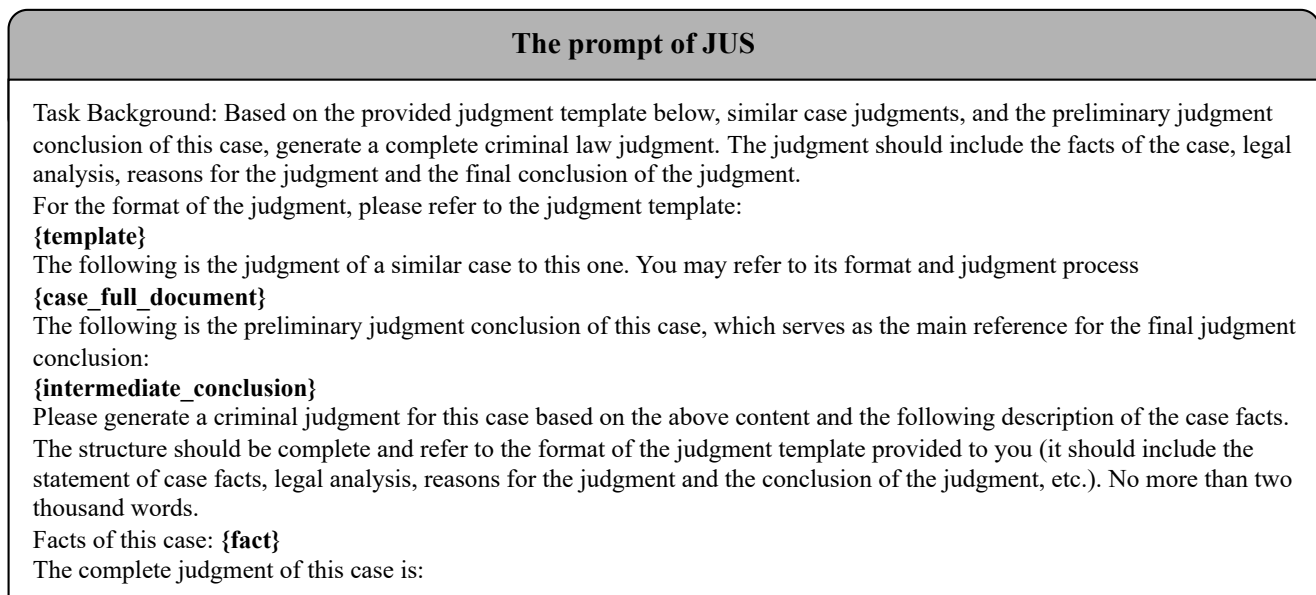 The prompt of JUS
Task Background: Based on the provided judgment template below, similar case judgments, and the preliminary judgment
conclusion of this case, generate a complete criminal law judgment. The judgment should include the facts of the case, legal
analysis, reasons for the judgment and the final conclusion of the judgment.
For the format of the judgment, please refer to the judgment template:
{template}
The following is the judgment of a similar case to this one. You may refer to its format and judgment process
{case_full_document}
The following is the preliminary judgment conclusion of this case, which serves as the main reference for the final judgment
conclusion:
{intermediate_conclusion}
Please generate a criminal judgment for this case based on the above content and the following description of the case facts.
The structure should be complete and refer to the format of the judgment template provided to you (it should include the
statement of case facts, legal analysis, reasons for the judgment and the conclusion of the judgment, etc.). No more than two
thousand words.
Facts of this case: {fact}
The complete judgment of this case is: